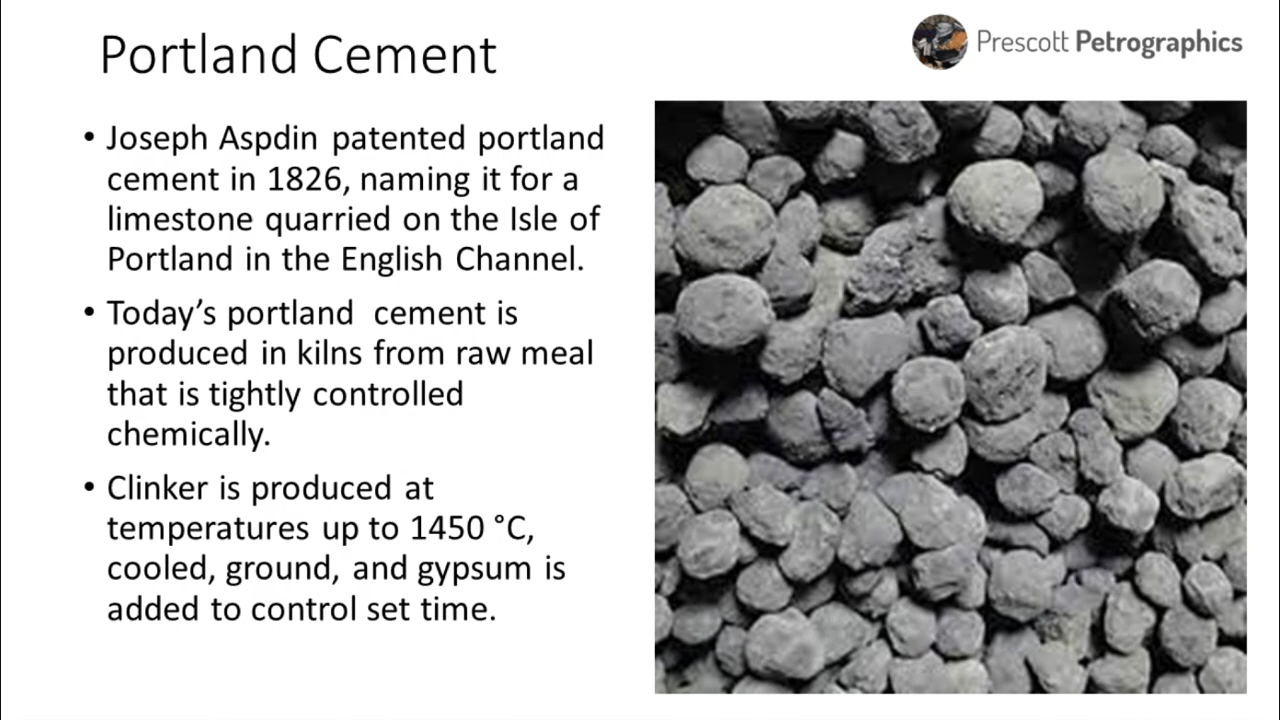 Portland Cement
Prescott Petrographics
• Joseph Aspdin patented portland
cement in 1826, naming it for a
limestone quarried on the Isle of
Portland in the English Channel.
• Today’s portland  cement is
produced in kilns from raw meal
that is tightly controlled
chemically.
• Clinker is produced at
temperatures up to 1450 °C,
cooled, ground, and gypsum is
added to control set time.